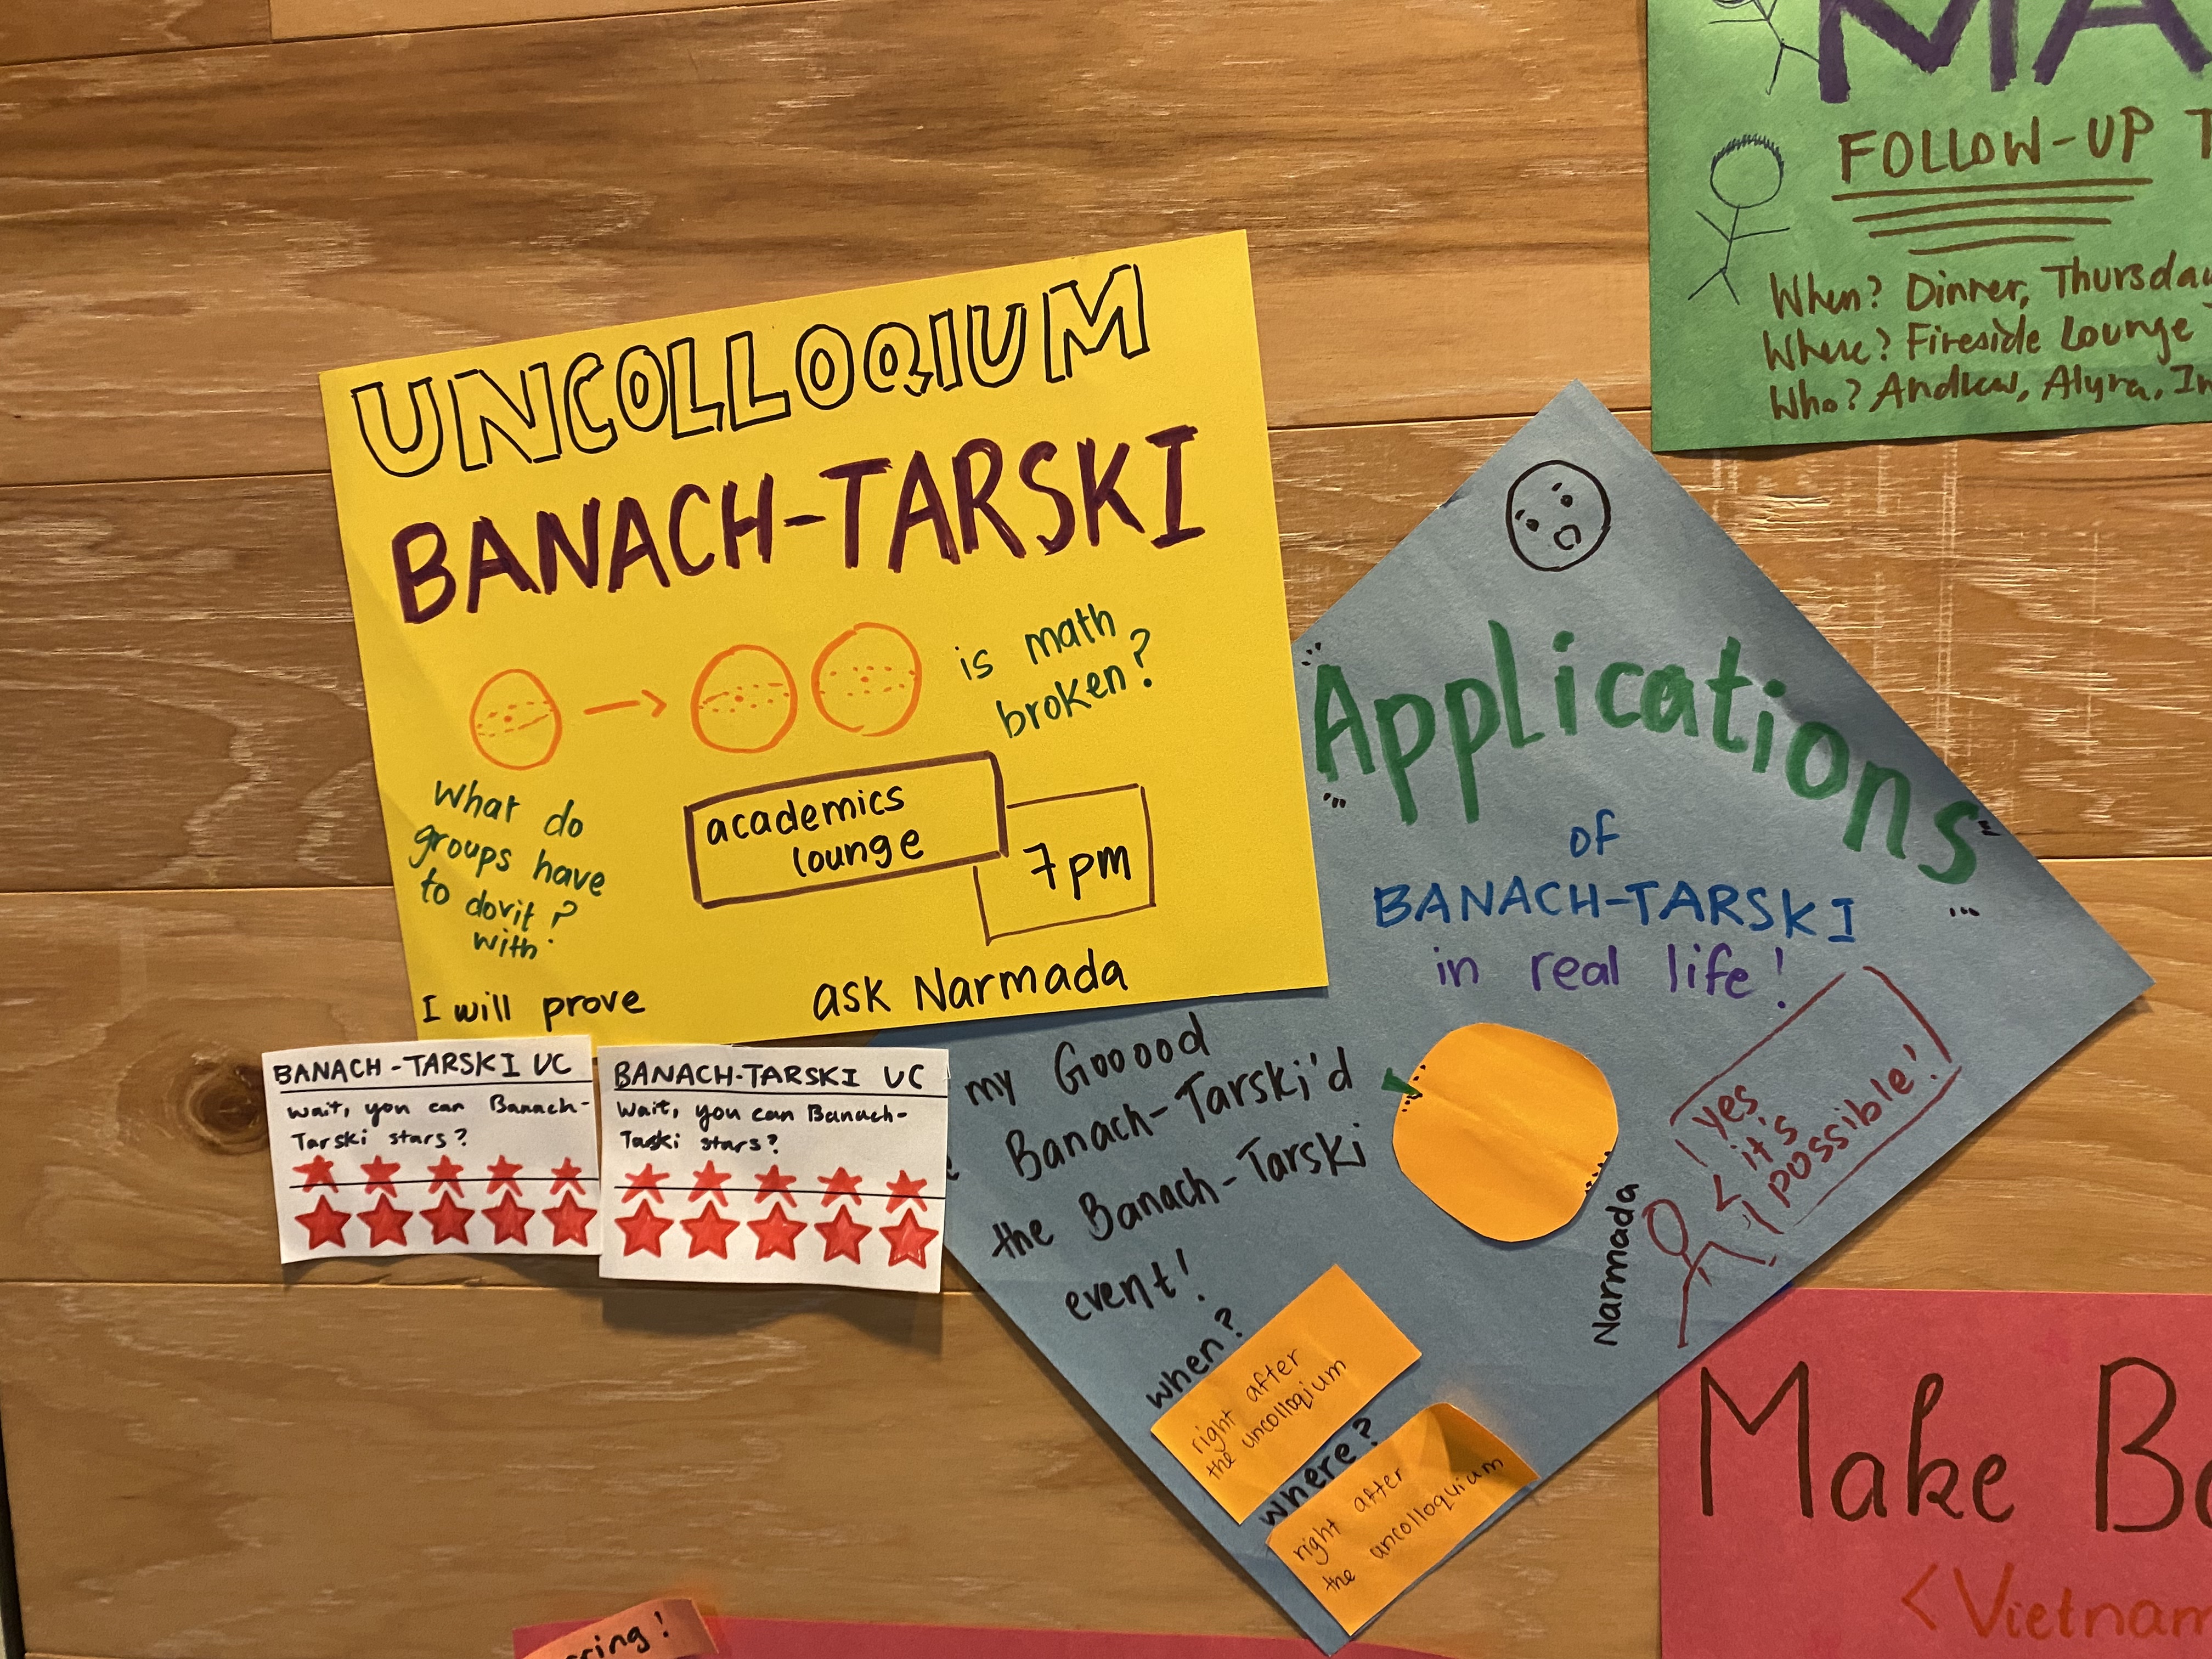 UNCOLLOQIUM
BANACH-TARSKI
is math
broken?
What do
groups have
to do it?
with
academics
lounge
7pm
I will prove
ask Narmada
BANACH-TARSKI UC
Wait, you can Banach-
Tarski stars?
BANACH-TARSKI UC
Wait, you can Banach-
Taski stars?
"Applications"
of
BANACH-TARSKI
in real life!
my Gooood
Banach-Tarski'd
the Banach-Tarski
event!
when?
right after
the uncolloqium
where?
right after
the uncolloquium
Narmada
yes
it's
possible!
MA
FOLLOW-UP T
When? Dinner, Thursday
Where? Fireside Lounge
Who? Andrew, Alyra, In
Make Ba
<Vietnam
ring!